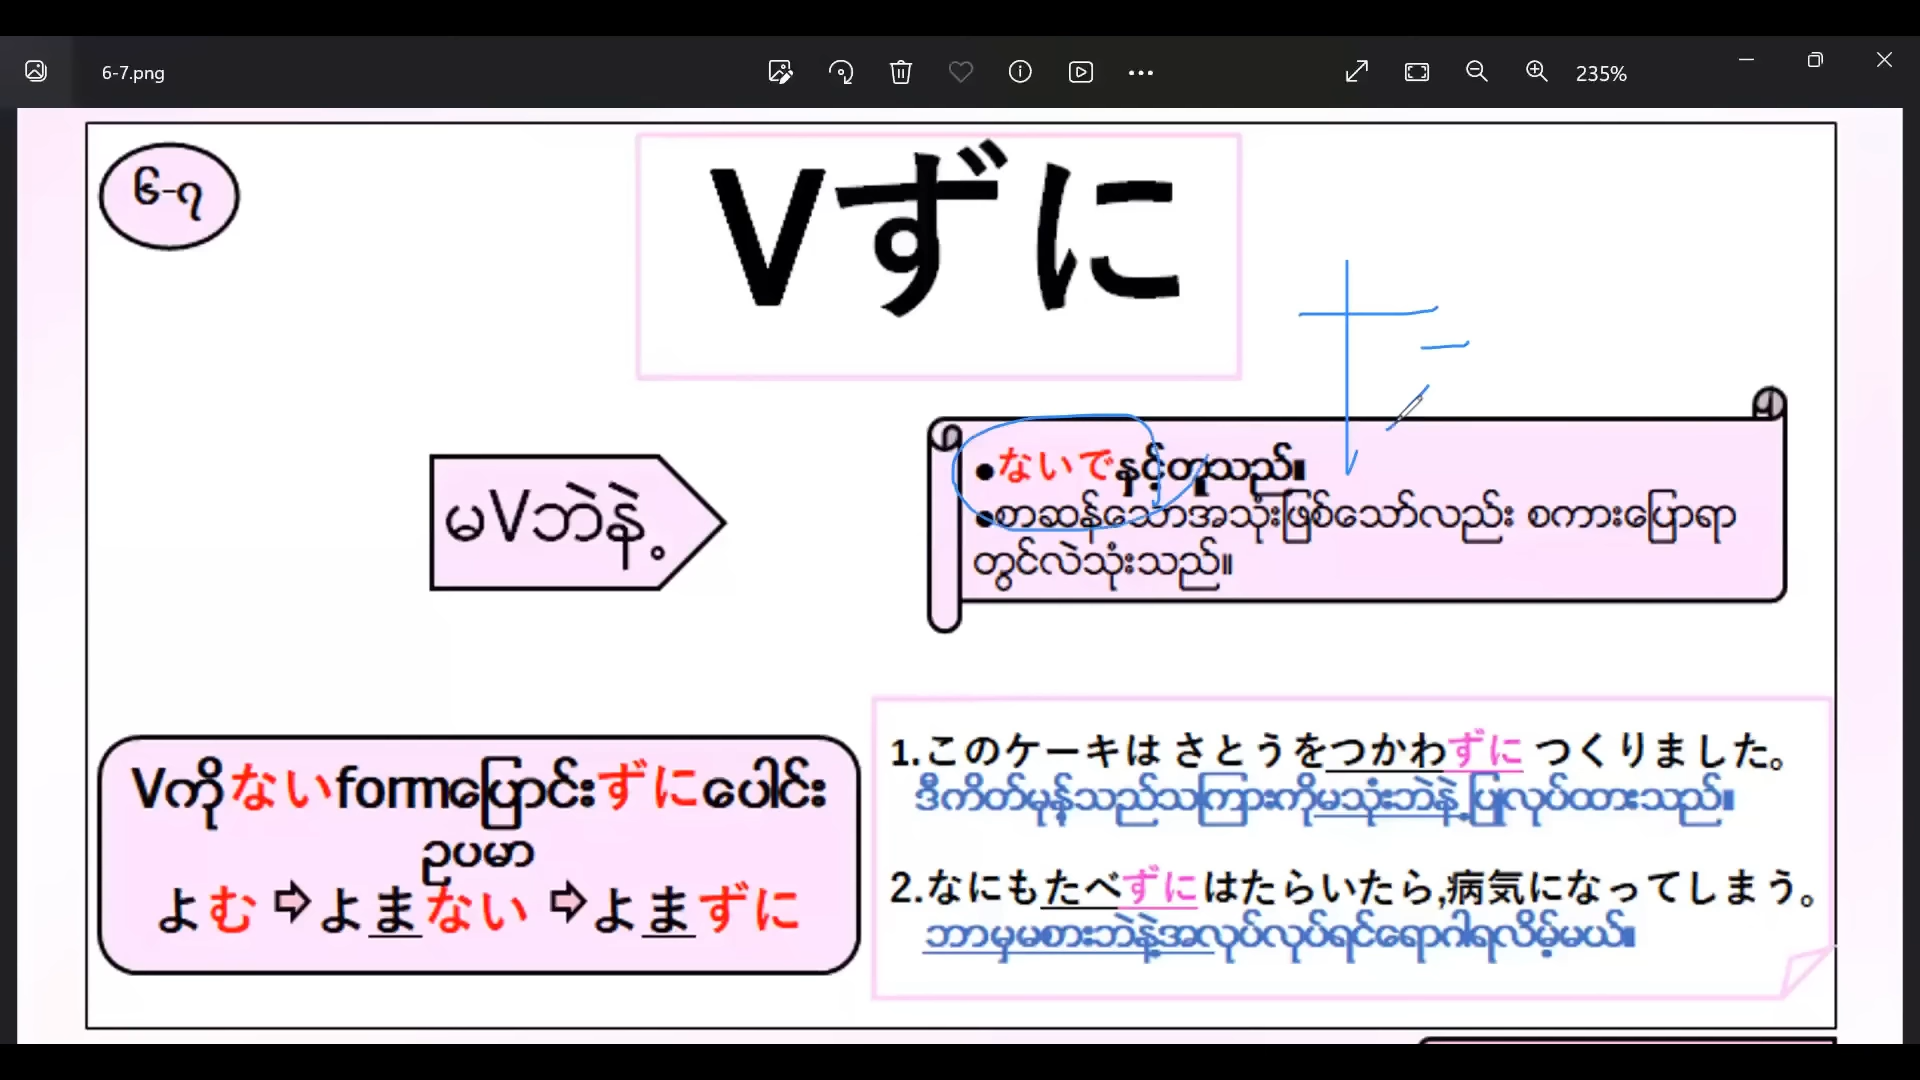 6-7.png
235%
၆-၇
Vずに
မVဘဲနဲ့
●ないでနှင့်တူသည်။
●စာဆန်သောအသုံးဖြစ်သော်လည်း စကားပြောရာ
တွင်လဲသုံးသည်။
Vကိုないformပြောင်းずにပေါင်း
ဥပမာ
よむ ⇨ よまない ⇨ よまずに
1.このケーキは さとうをつかわずに つくりました。
ဒီကိတ်မုန့်သည်သကြားကိုမသုံးဘဲနဲ့ ပြုလုပ်ထားသည်။
2.なにもたべずにはたらいたら,病気になってしまう。
ဘာမှမစားဘဲနဲ့အလုပ်လုပ်ရင်ရောဂါရလိမ့်မယ်။